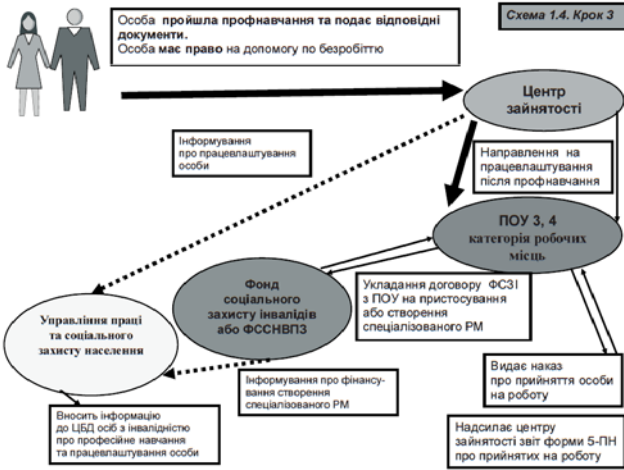 Особа пройшла профнавчання та подає відповідні
документи.
Особа має право на допомогу по безробіттю
Схема 1.4. Крок 3
Центр
зайнятості
Інформування
про працевлаштування
особи
Направлення на
працевлаштування
після профнавчання
ПОУ 3, 4
категорія робочих
місць
Фонд
соціального
захисту інвалідів
або ФССНВПЗ
Укладання договору ФСЗІ
з ПОУ на пристосування
або створення
спеціалізованого РМ
Управління праці
та соціального
захисту населення
Інформування про фінансу-
вання створення
спеціалізованого РМ
Видає наказ
про прийняття особи
на роботу
Вносить інформацію
до ЦБД осіб з інвалідністю
про професійне навчання
та працевлаштування особи
Надсилає центру
зайнятості звіт форми 5-ПН
про прийнятих на роботу